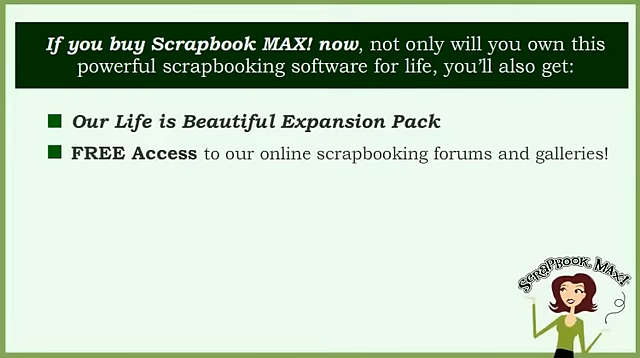 If you buy Scrapbook MAX! now, not only will you own this
powerful scrapbooking software for life, you'll also get:
Our Life is Beautiful Expansion Pack
FREE Access to our online scrapbooking forums and galleries!
SCRAPBOOK MAX!